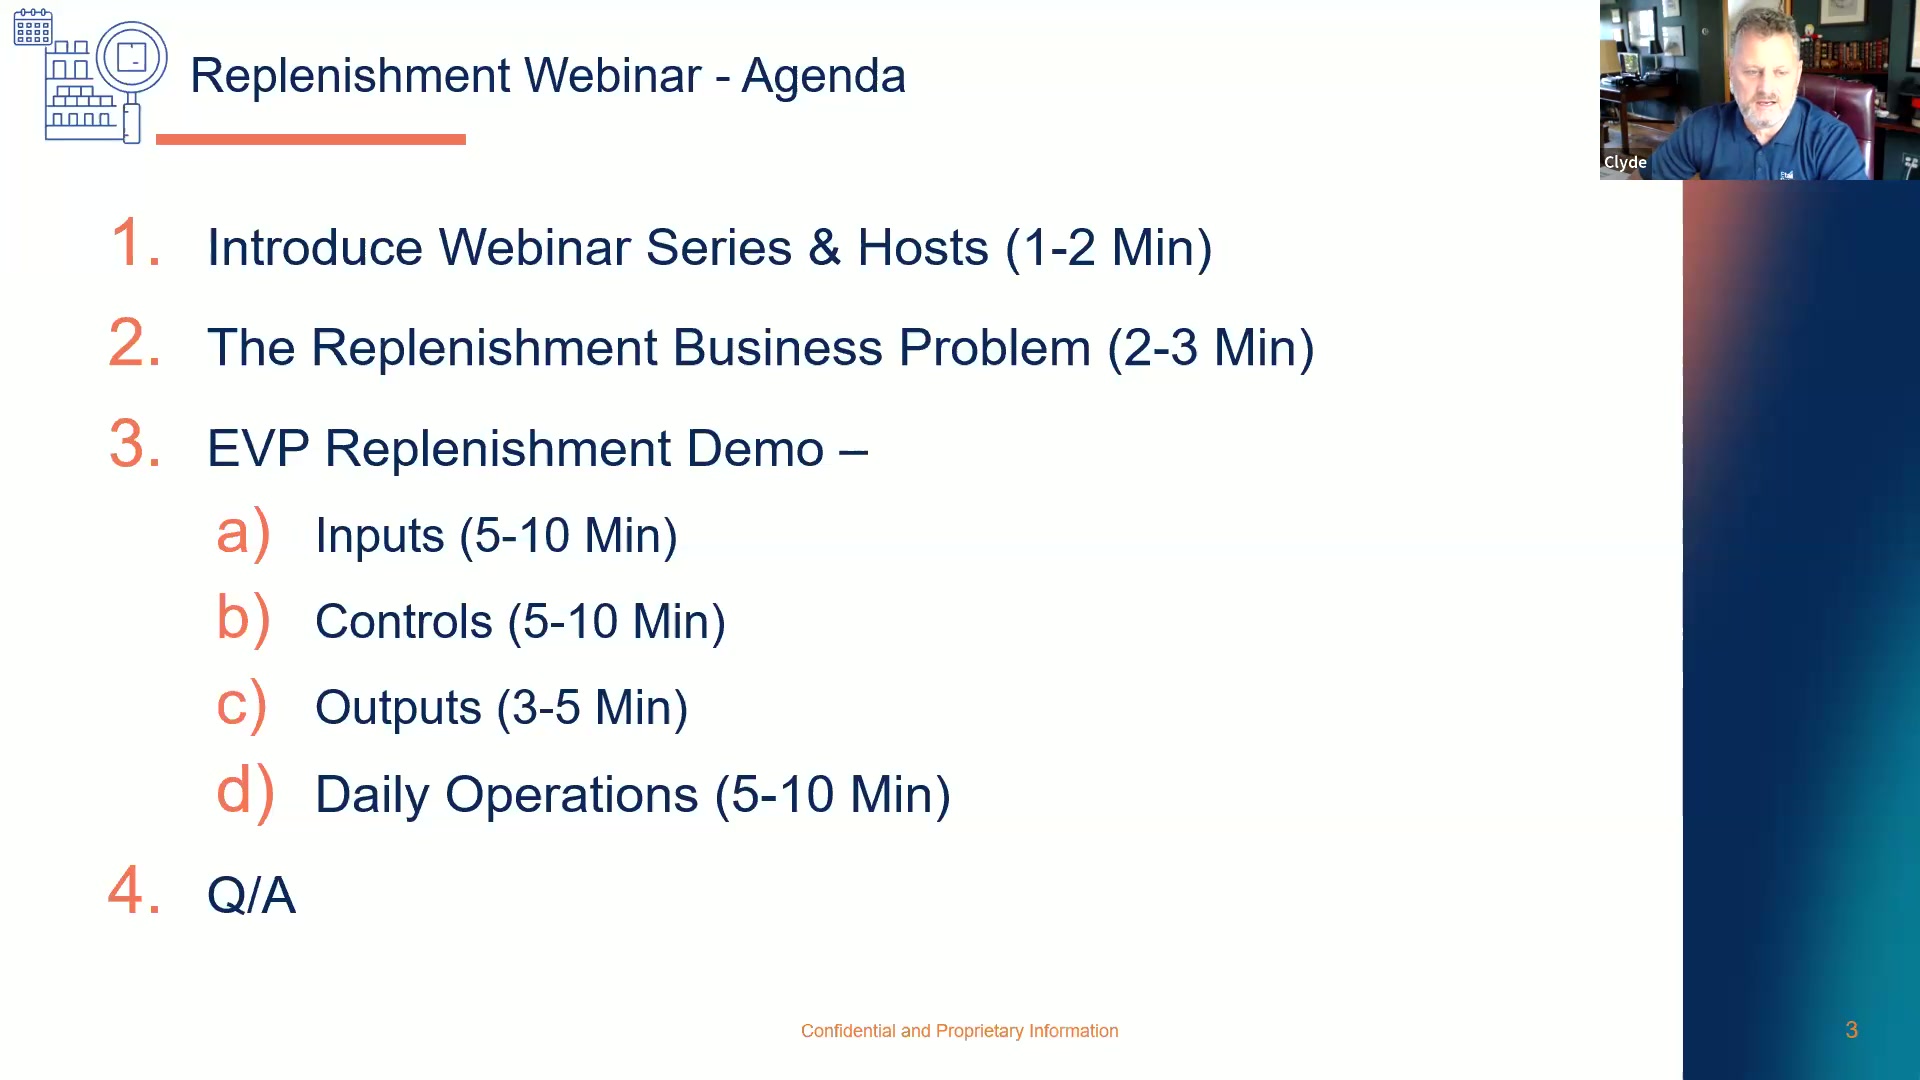 Replenishment Webinar - Agenda
Clyde
1. Introduce Webinar Series & Hosts (1-2 Min)
2. The Replenishment Business Problem (2-3 Min)
3. EVP Replenishment Demo –
a) Inputs (5-10 Min)
b) Controls (5-10 Min)
c) Outputs (3-5 Min)
d) Daily Operations (5-10 Min)
4. Q/A
Confidential and Proprietary Information
3